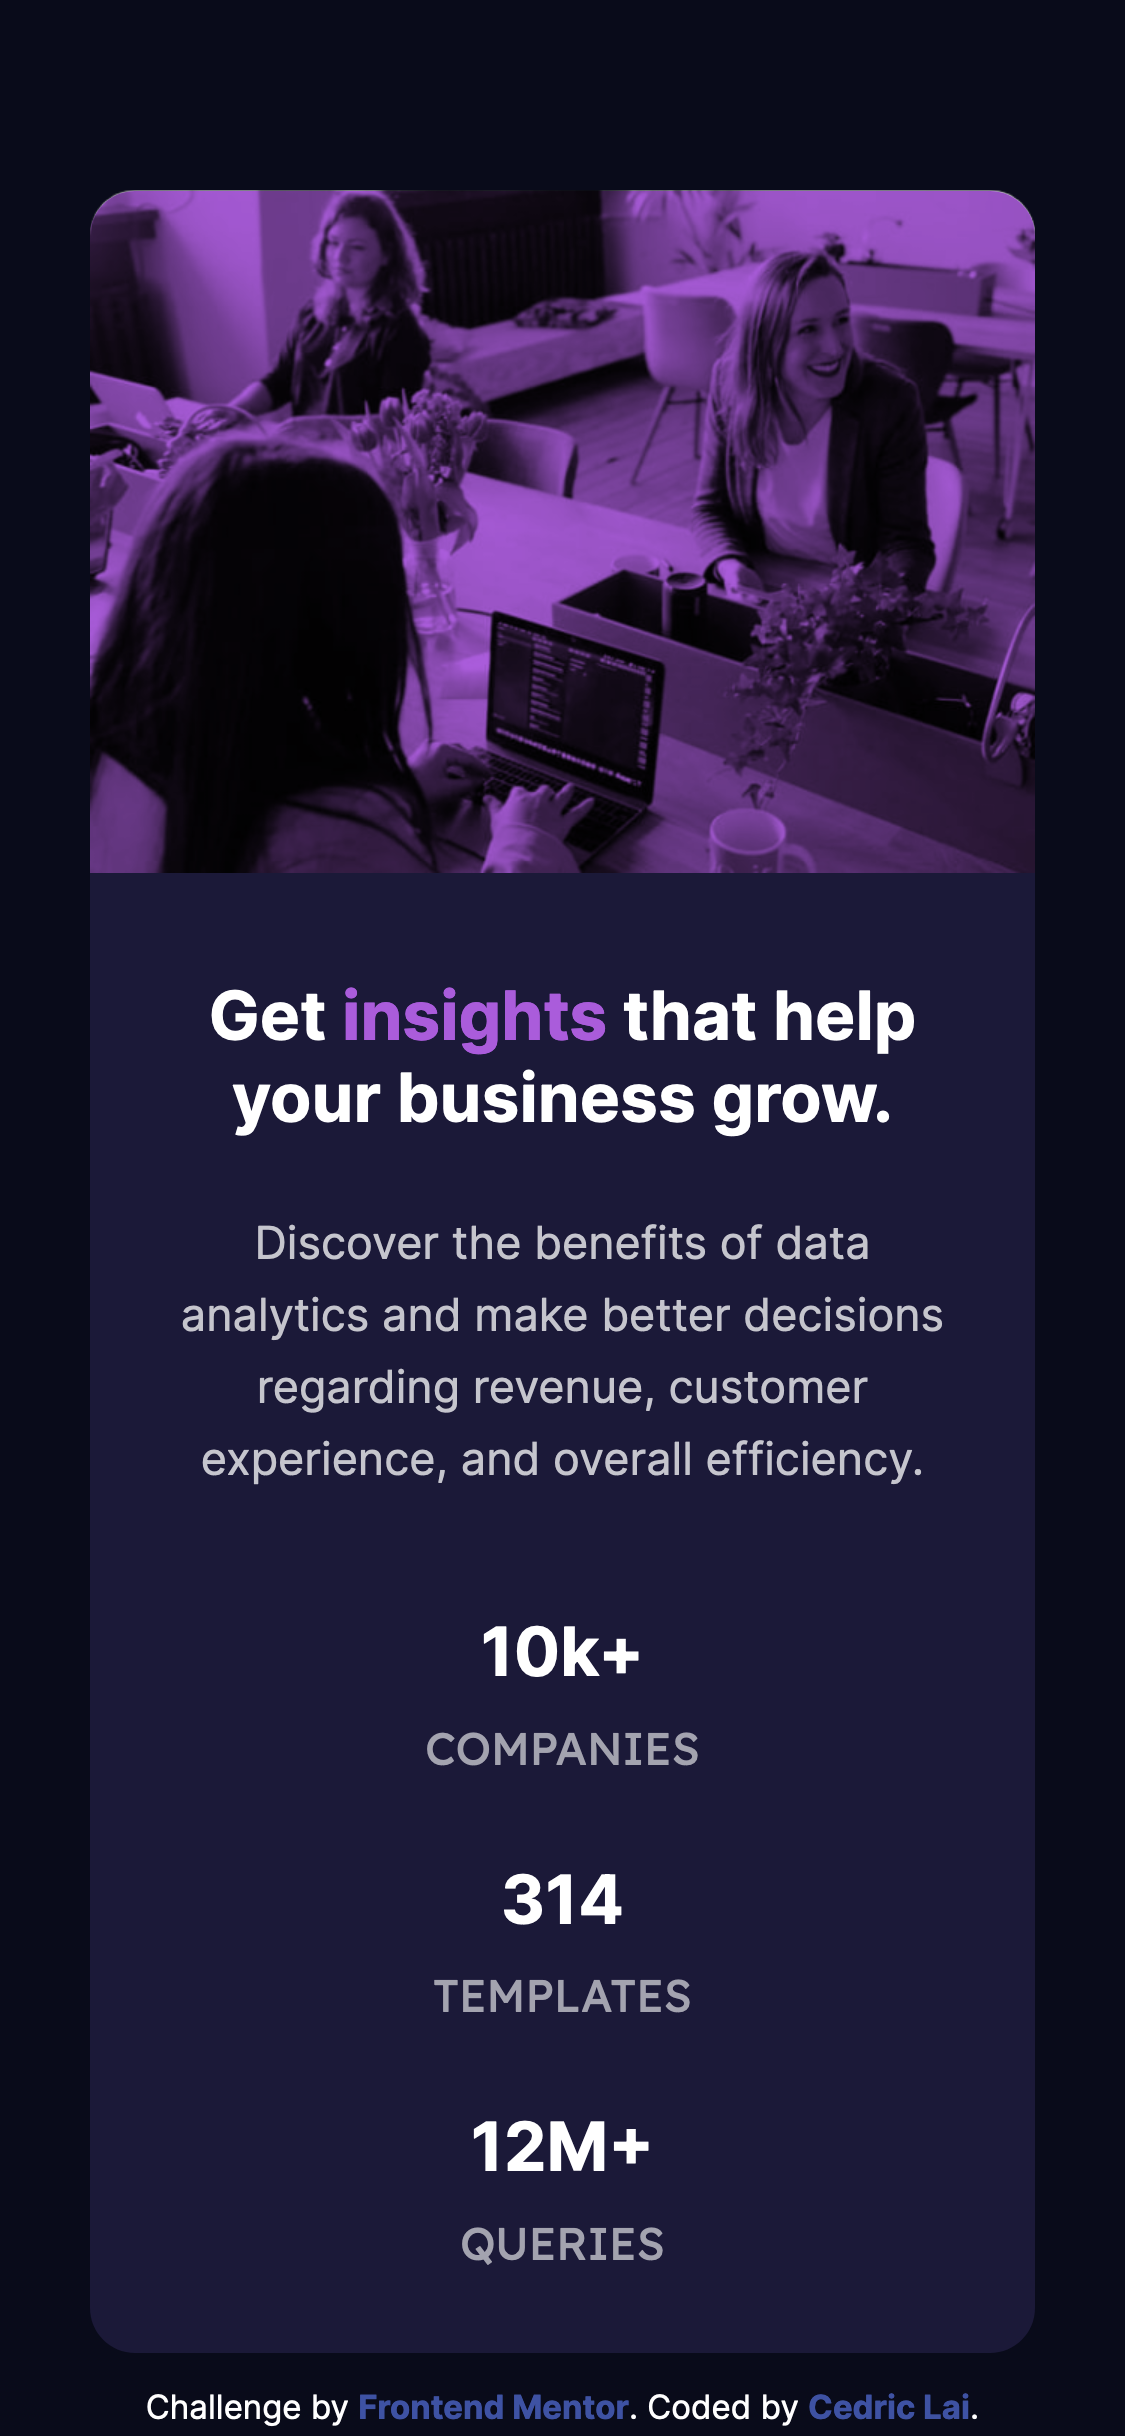 Get insights that help
your business grow.
Discover the benefits of data
analytics and make better decisions
regarding revenue, customer
experience, and overall efficiency.
10k+
COMPANIES
314
TEMPLATES
12M+
QUERIES
Challenge by Frontend Mentor. Coded by Cedric Lai.